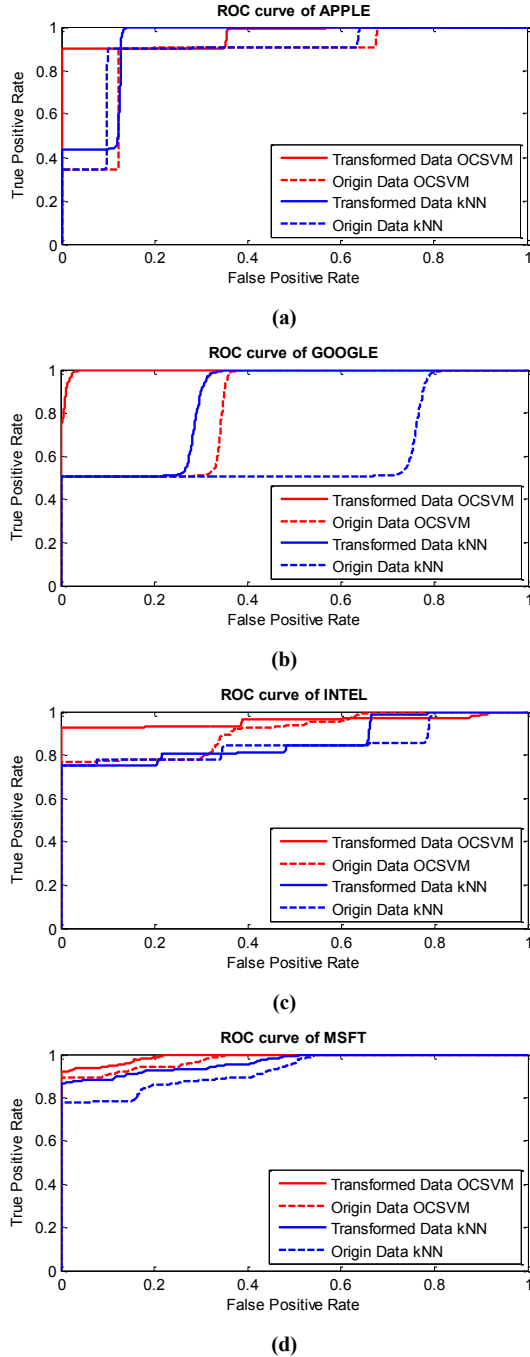 ROC curve of APPLE
1
0.8
0.6
0.4
0.2
0
True Positive Rate
Transformed Data OCSVM
Origin Data OCSVM
Transformed Data kNN
Origin Data kNN
0 0.2 0.4 0.6 0.8 1
False Positive Rate
(a)
ROC curve of GOOGLE
1
0.8
0.6
0.4
0.2
0
True Positive Rate
Transformed Data OCSVM
Origin Data OCSVM
Transformed Data kNN
Origin Data kNN
0 0.2 0.4 0.6 0.8 1
False Positive Rate
(b)
ROC curve of INTEL
1
0.8
0.6
0.4
0.2
0
True Positive Rate
Transformed Data OCSVM
Origin Data OCSVM
Transformed Data kNN
Origin Data kNN
0 0.2 0.4 0.6 0.8 1
False Positive Rate
(c)
ROC curve of MSFT
1
0.8
0.6
0.4
0.2
0
True Positive Rate
Transformed Data OCSVM
Origin Data OCSVM
Transformed Data kNN
Origin Data kNN
0 0.2 0.4 0.6 0.8 1
False Positive Rate
(d)